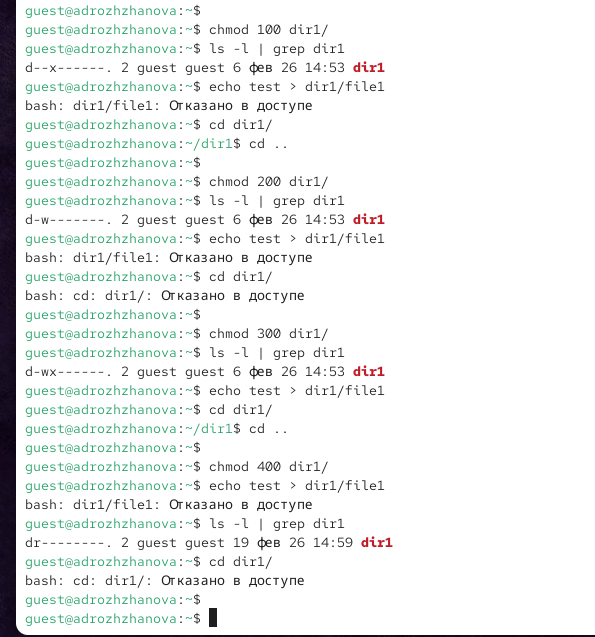 guest@adrozhzhanova:~$
guest@adrozhzhanova:~$ chmod 100 dir1/
guest@adrozhzhanova:~$ ls -l | grep dir1
d--x------. 2 guest guest 6 фев 26 14:53 dir1
guest@adrozhzhanova:~$ echo test > dir1/file1
bash: dir1/file1: Отказано в доступе
guest@adrozhzhanova:~$ cd dir1/
guest@adrozhzhanova:~/dir1$ cd ..
guest@adrozhzhanova:~$
guest@adrozhzhanova:~$ chmod 200 dir1/
guest@adrozhzhanova:~$ ls -l | grep dir1
d-w-------. 2 guest guest 6 фев 26 14:53 dir1
guest@adrozhzhanova:~$ echo test > dir1/file1
bash: dir1/file1: Отказано в доступе
guest@adrozhzhanova:~$ cd dir1/
bash: cd: dir1/: Отказано в доступе
guest@adrozhzhanova:~$
guest@adrozhzhanova:~$ chmod 300 dir1/
guest@adrozhzhanova:~$ ls -l | grep dir1
d-wx------. 2 guest guest 6 фев 26 14:53 dir1
guest@adrozhzhanova:~$ echo test > dir1/file1
guest@adrozhzhanova:~$ cd dir1/
guest@adrozhzhanova:~/dir1$ cd ..
guest@adrozhzhanova:~$
guest@adrozhzhanova:~$ chmod 400 dir1/
guest@adrozhzhanova:~$ echo test > dir1/file1
bash: dir1/file1: Отказано в доступе
guest@adrozhzhanova:~$ ls -l | grep dir1
dr--------. 2 guest guest 19 фев 26 14:59 dir1
guest@adrozhzhanova:~$ cd dir1/
bash: cd: dir1/: Отказано в доступе
guest@adrozhzhanova:~$
guest@adrozhzhanova:~$